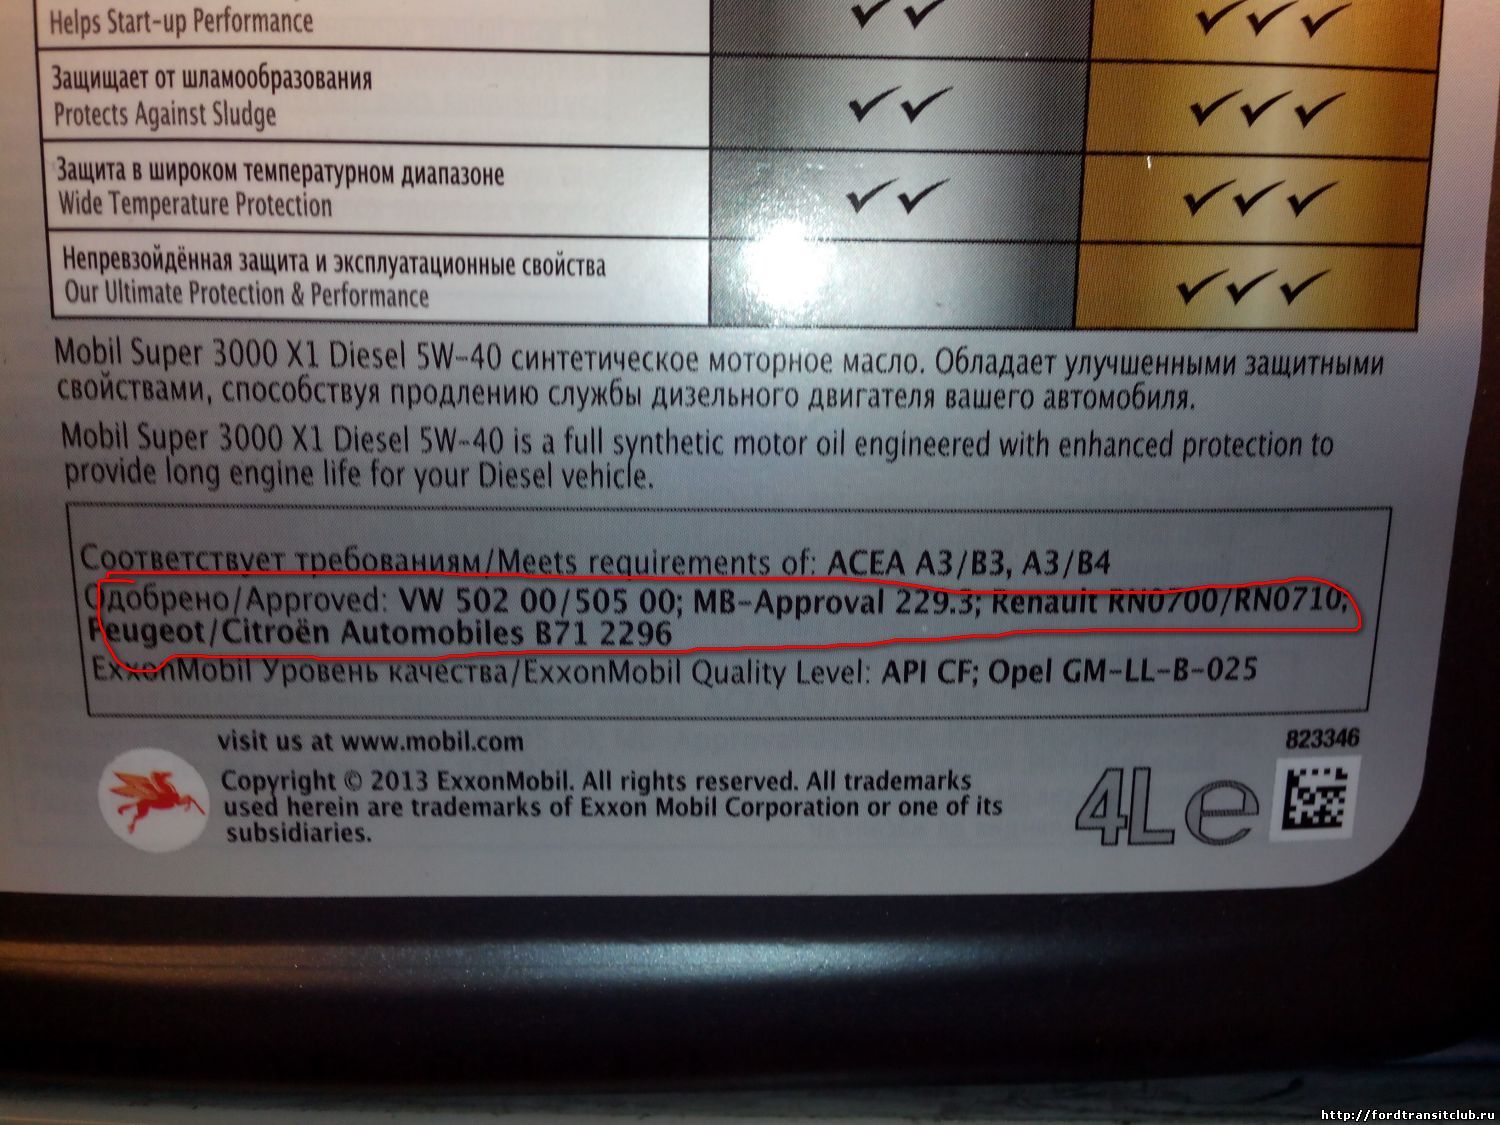 Helps Start-up Performance
Защищает от шламообразования
Protects Against Sludge
Защита в широком температурном диапазоне
Wide Temperature Protection
Непревзойдённая защита и эксплуатационные свойства
Our Ultimate Protection & Performance
Mobil Super 3000 X1 Diesel 5W-40 синтетическое моторное масло. Обладает улучшенными защитными
свойствами, способствуя продлению службы дизельного двигателя вашего автомобиля.
Mobil Super 3000 X1 Diesel 5W-40 is a full synthetic motor oil engineered with enhanced protection to
provide long engine life for your Diesel vehicle.
Соответствует требованиям/Meets requirements of: ACEA A3/B3, A3/B4
Одобрено/Approved: VW 502 00/505 00; MB-Approval 229.3; Renault RN0700/RN0710;
Peugeot/Citroën Automobiles B71 2296
ExxonMobil Уровень качества/ExxonMobil Quality Level: API CF; Opel GM-LL-B-025
visit us at www.mobil.com
823346
Copyright © 2013 ExxonMobil. All rights reserved. All trademarks
used herein are trademarks of Exxon Mobil Corporation or one of its
subsidiaries.
4L e
http://fordtransitclub.ru